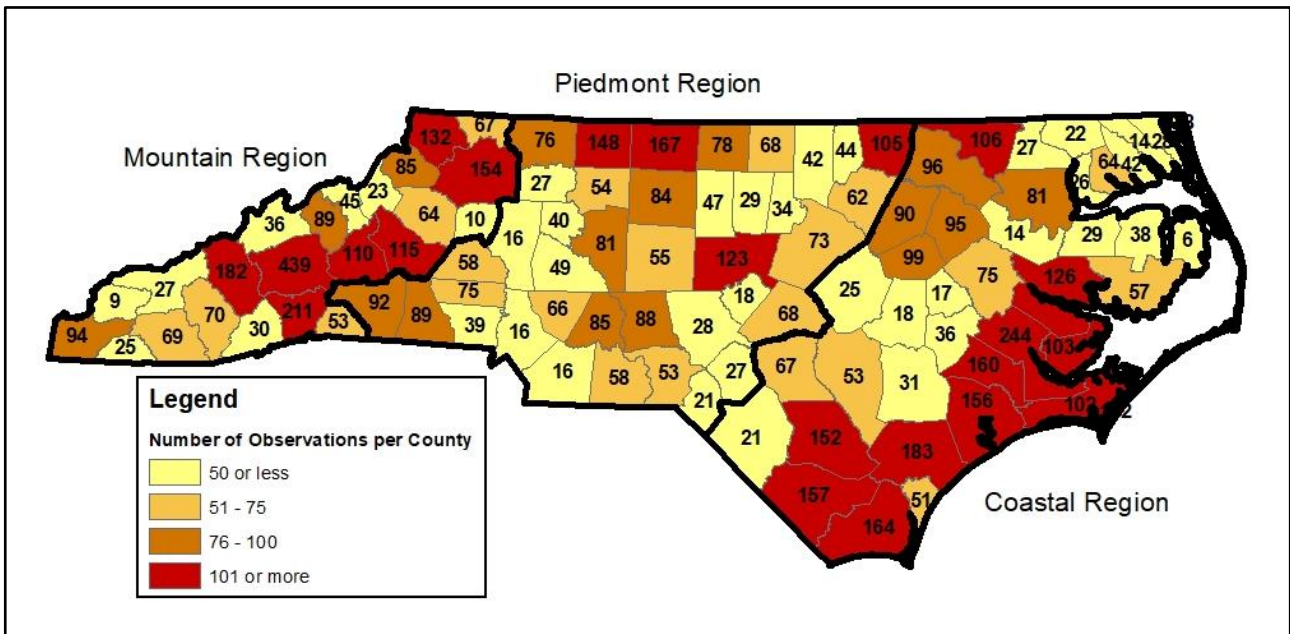 Piedmont Region
Mountain Region
Coastal Region
132 67 76 148 167 78 68 42 44 105 106 27 22 14 28
85 154 96 64 42 26
23 45 64 10 27 54 84 47 29 34 62 81
36 89 40 90 95
110 115 16 81 55 123 73 14 29 38 6
182 439 58 49 99 75 126 57
9 27 211 75 18 25 17
94 25 69 70 30 53 92 89 39 16 66 85 88 28 68 18 36 244 103
16 58 53 27 67 53 31 160
21 156 102
21 152 183
157 164 51
Legend
Number of Observations per County
50 or less
51 - 75
76 - 100
101 or more